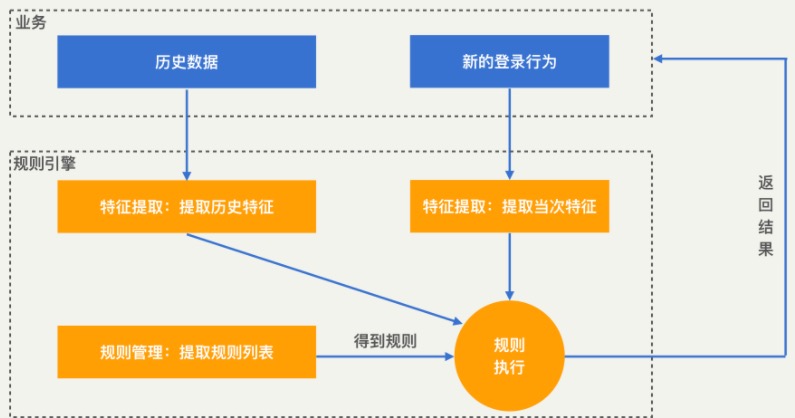 业务
历史数据
新的登录行为
规则引擎
特征提取：提取历史特征
特征提取：提取当次特征
返
回
结
果
规则管理：提取规则列表
得到规则
规则
执行